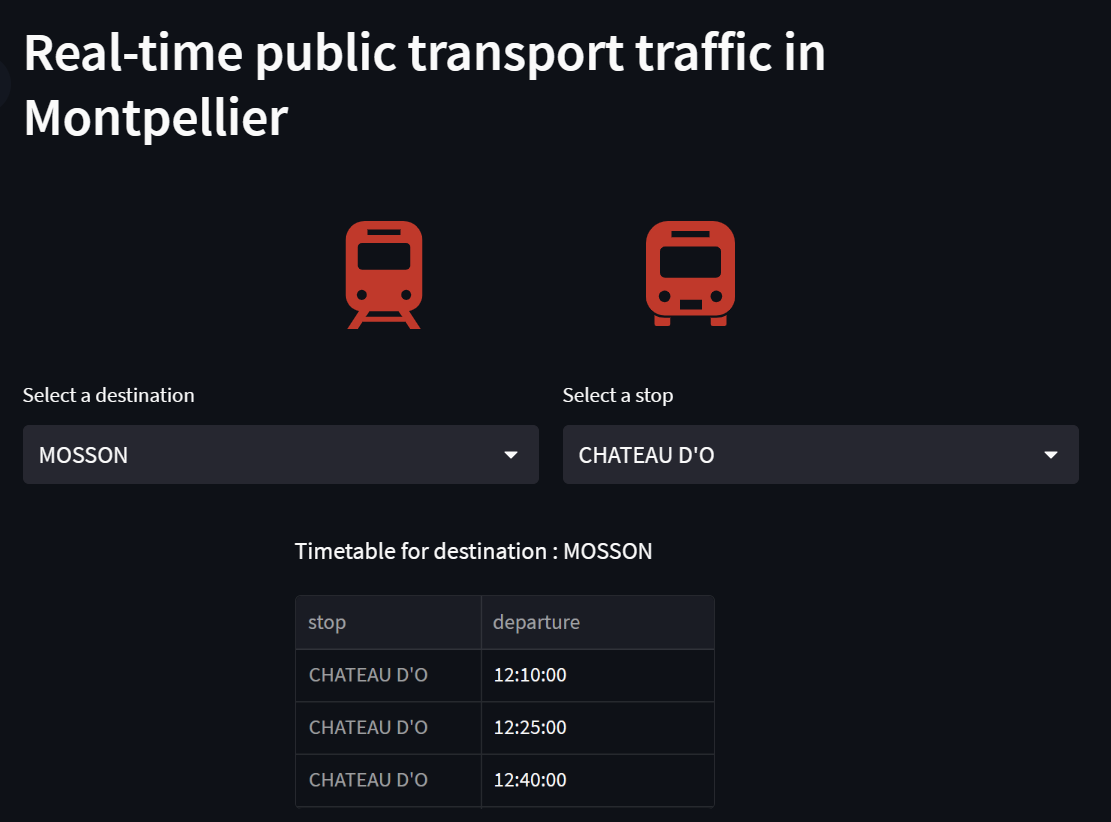 Real-time public transport traffic in
Montpellier
Select a destination
Select a stop
MOSSON
CHATEAU D'O
Timetable for destination : MOSSON
stop departure
CHATEAU D'O 12:10:00
CHATEAU D'O 12:25:00
CHATEAU D'O 12:40:00